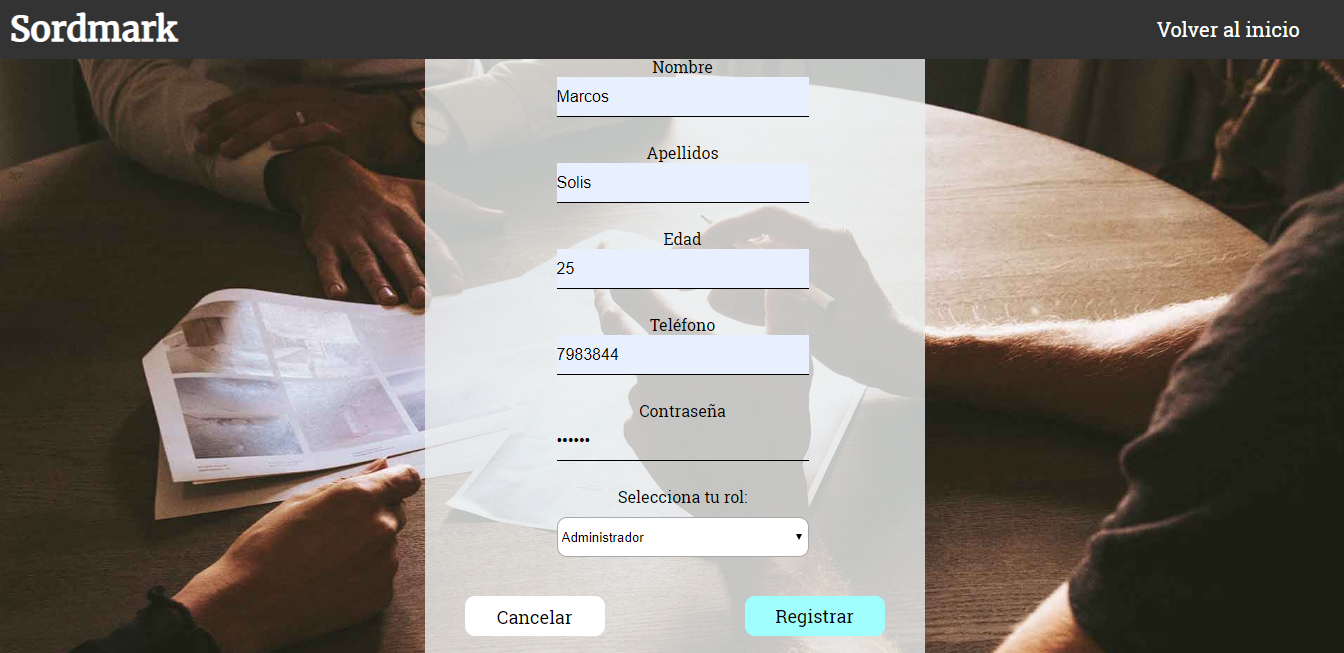 Sordmark
Volver al inicio
Nombre
Marcos
Apellidos
Solis
Edad
25
Teléfono
7983844
Contraseña
••••••
Selecciona tu rol:
Administrador
Cancelar
Registrar